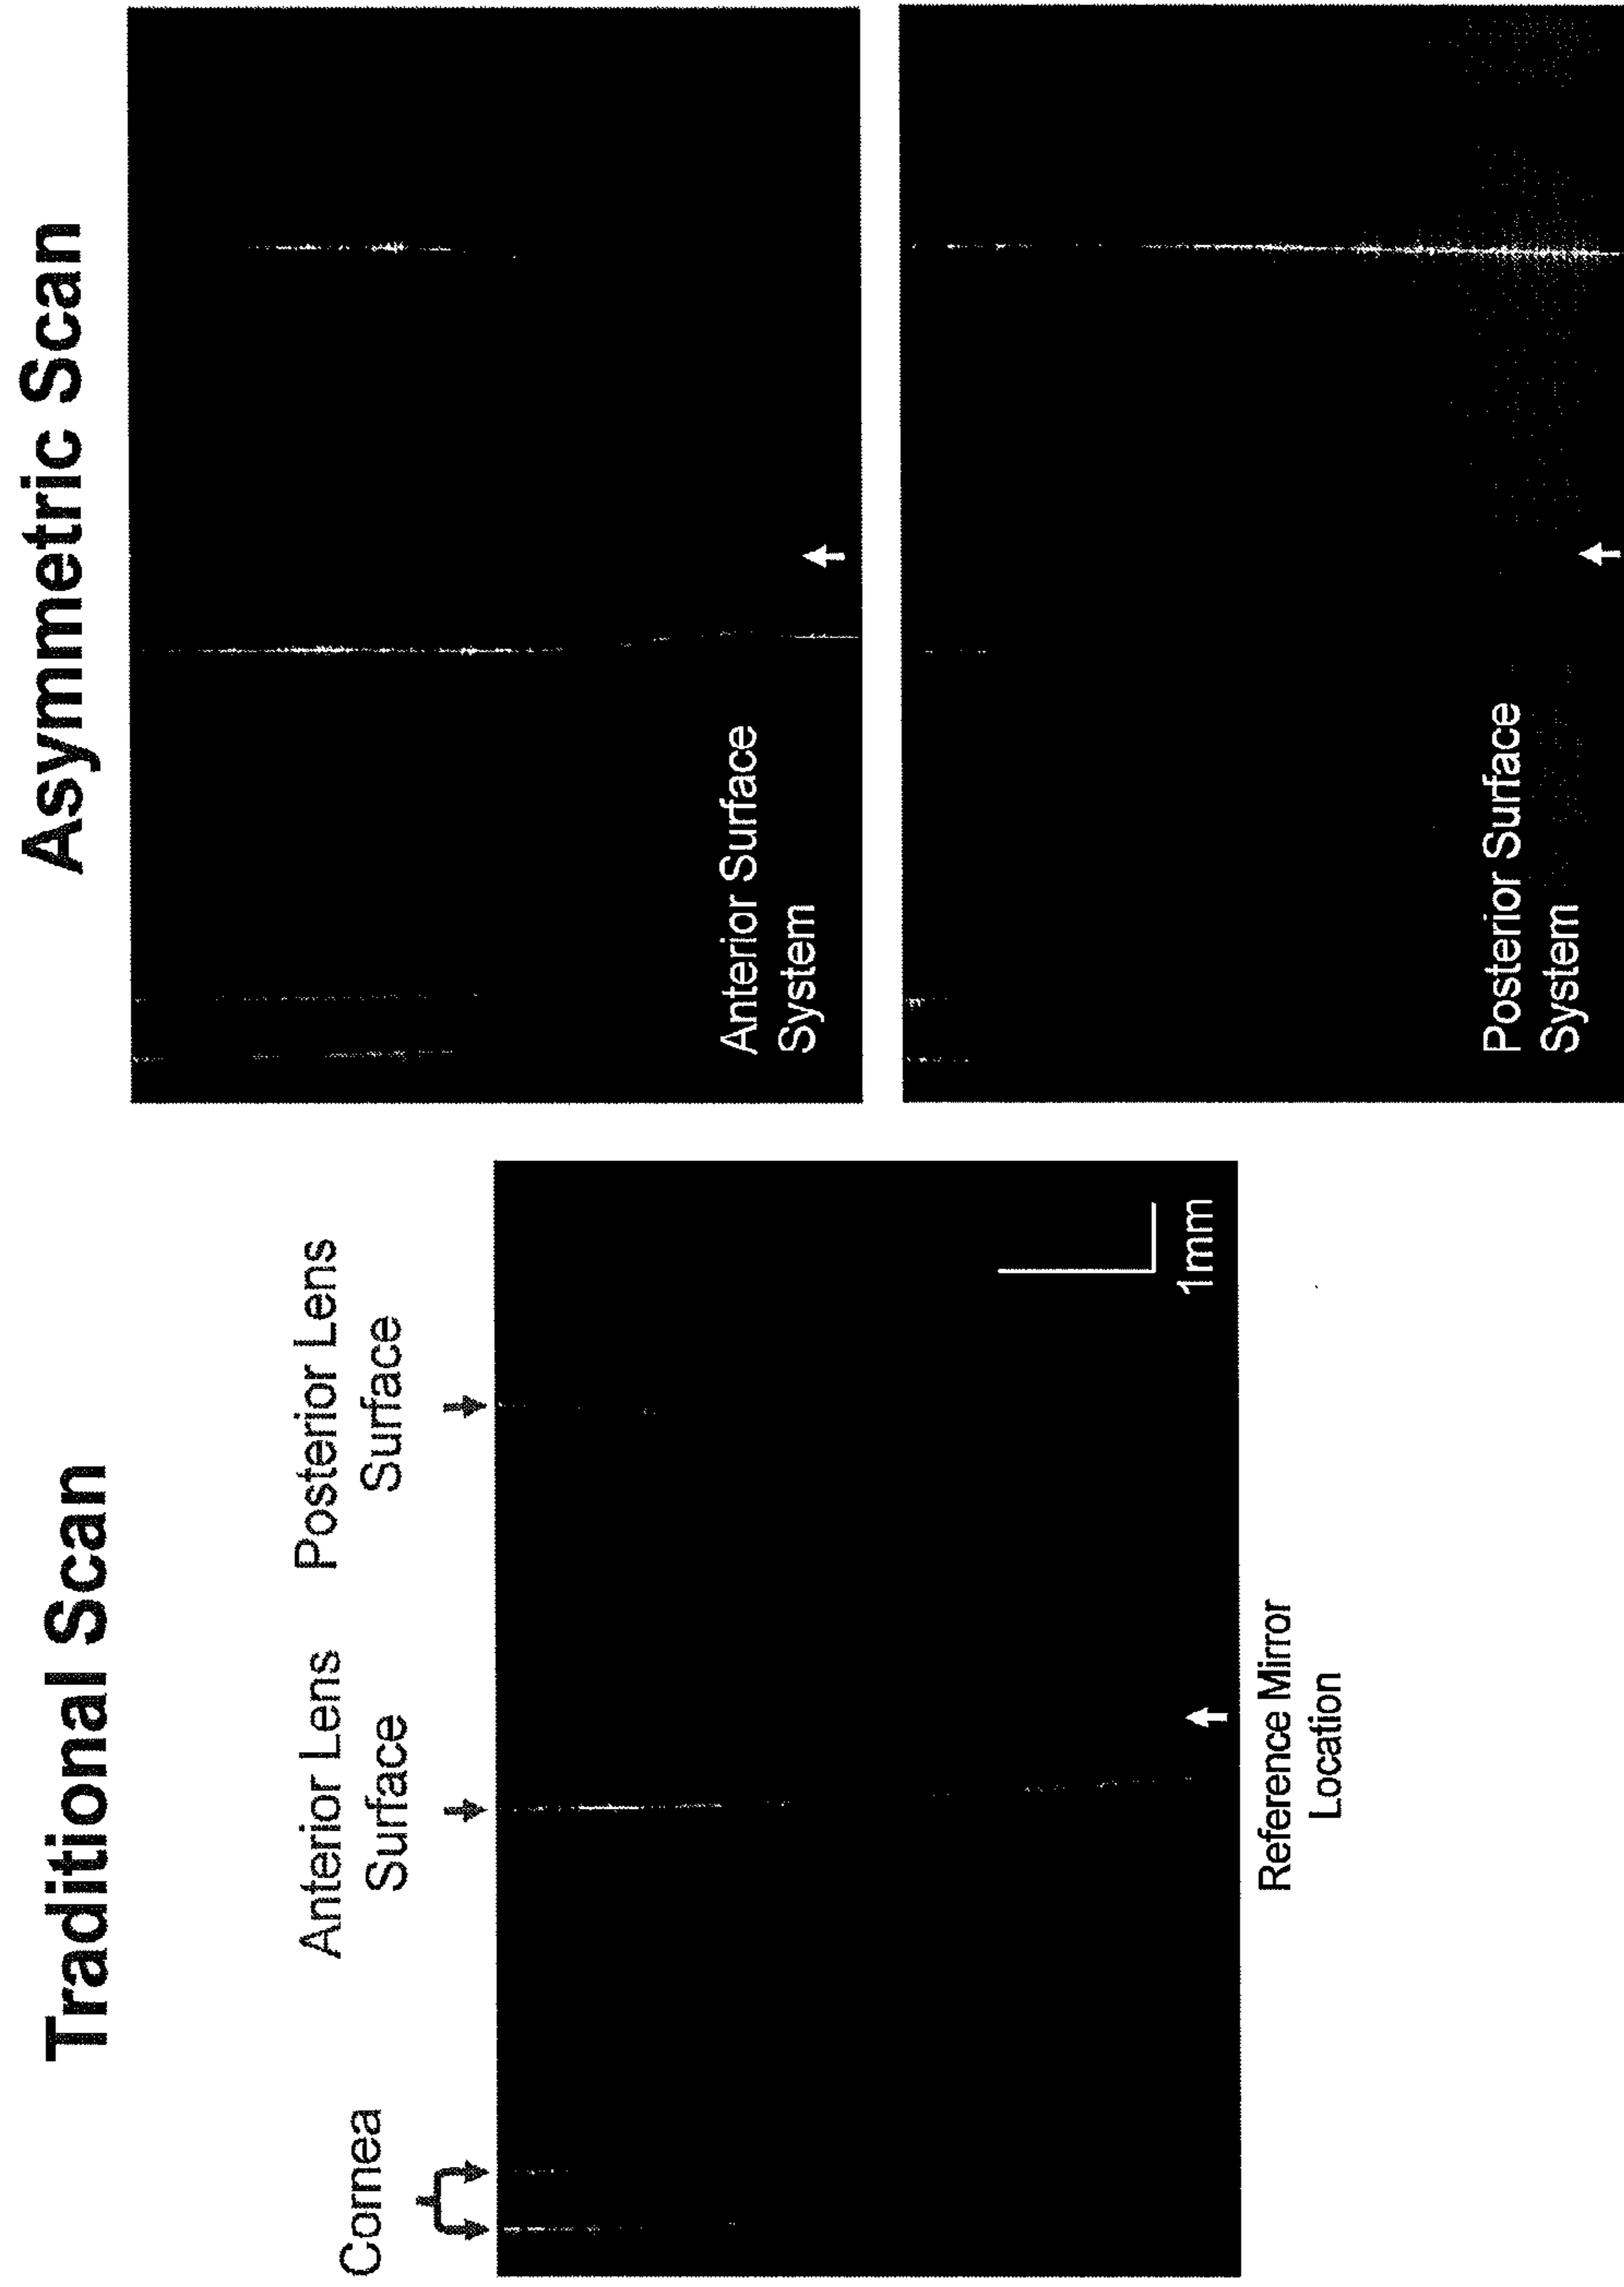 Traditional Scan
Cornea
Anterior Lens
Surface
Posterior Lens
Surface
1mm
Reference Mirror
Location
Asymmetric Scan
Anterior Surface
System
Posterior Surface
System